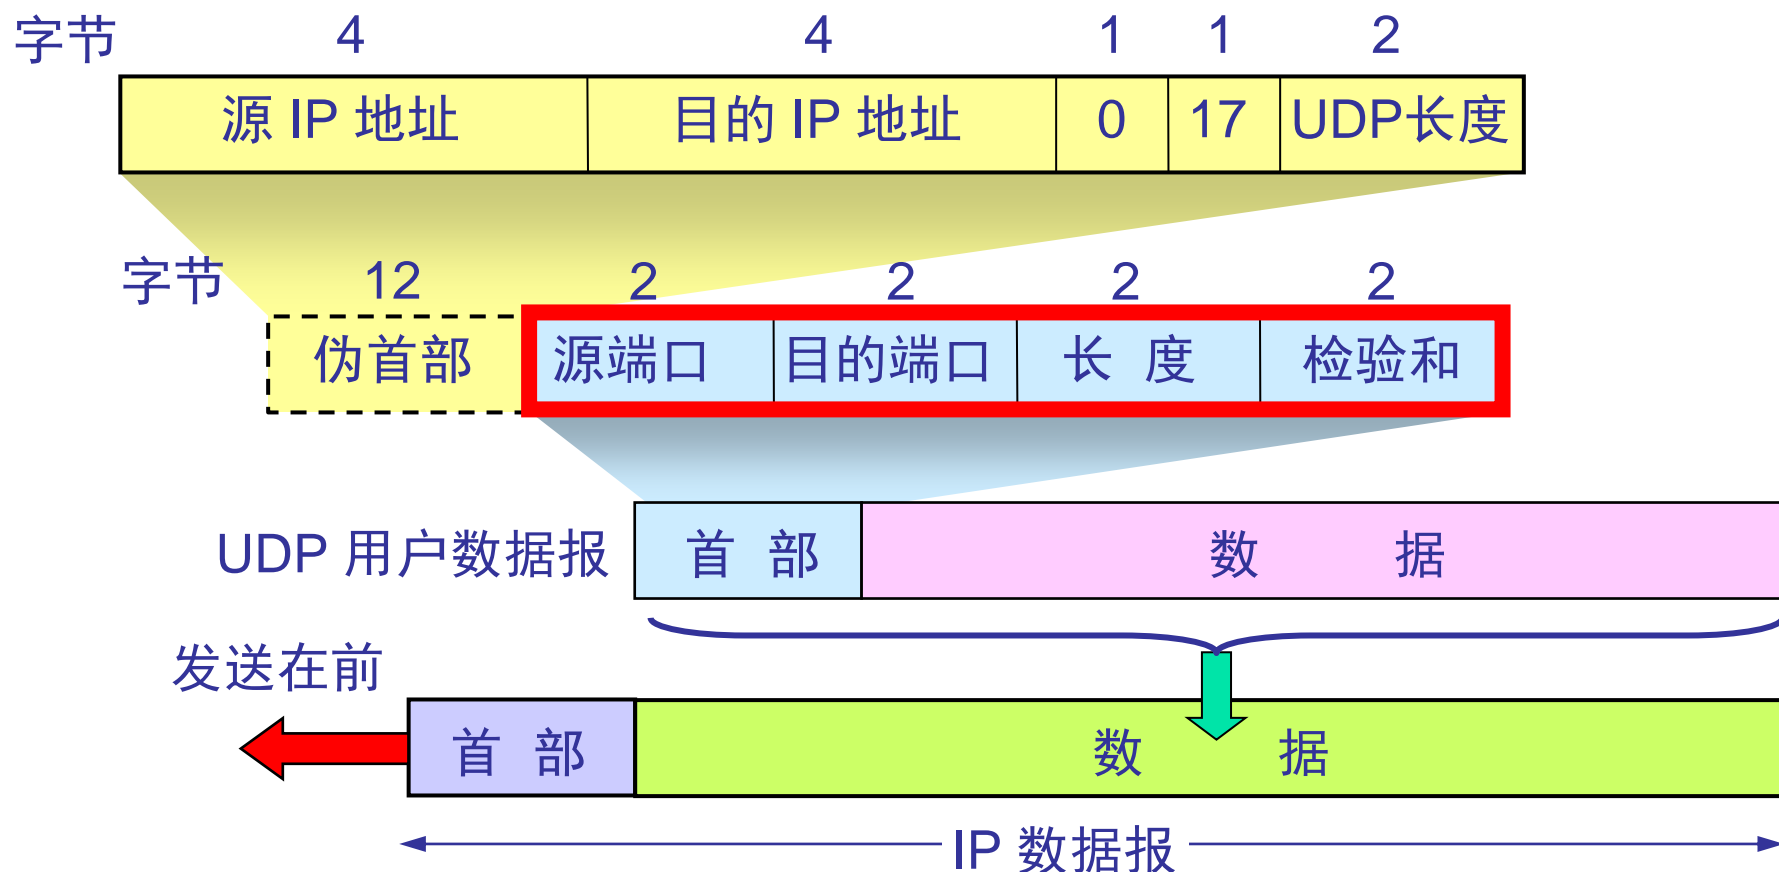 字节 4 4 1 1 2
源 IP 地址 目的 IP 地址 0 17 UDP长度
字节 12 2 2 2 2
伪首部 源端口 目的端口 长 度 检验和
UDP 用户数据报 首 部 数 据
发送在前
首 部 数 据
IP 数据报